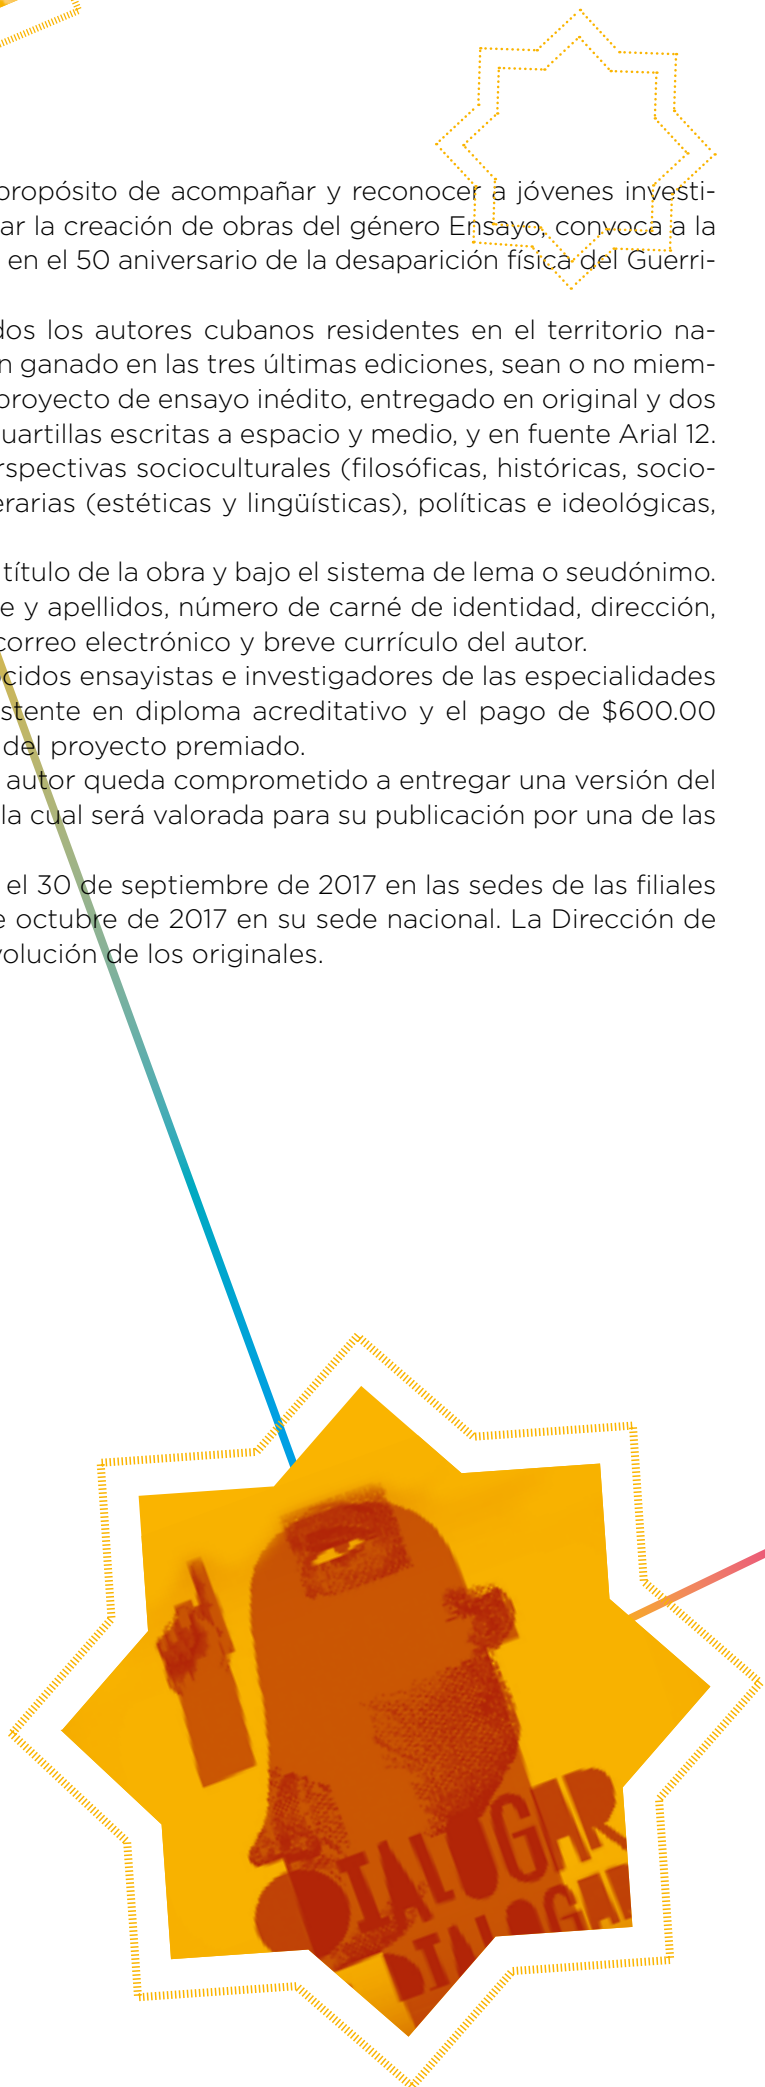 propósito de acompañar y reconocer a jóvenes investi-
ar la creación de obras del género Ensayo, convoca a la
en el 50 aniversario de la desaparición física del Guerri-
dos los autores cubanos residentes en el territorio na-
n ganado en las tres últimas ediciones, sean o no miem-
proyecto de ensayo inédito, entregado en original y dos
uartillas escritas a espacio y medio, y en fuente Arial 12.
rspectivas socioculturales (filosóficas, históricas, socio-
erarias (estéticas y lingüísticas), políticas e ideológicas,
título de la obra y bajo el sistema de lema o seudónimo.
e y apellidos, número de carné de identidad, dirección,
correo electrónico y breve currículo del autor.
ocidos ensayistas e investigadores de las especialidades
istente en diploma acreditativo y el pago de $600.00
del proyecto premiado.
autor queda comprometido a entregar una versión del
la cual será valorada para su publicación por una de las
el 30 de septiembre de 2017 en las sedes de las filiales
e octubre de 2017 en su sede nacional. La Dirección de
volución de los originales.
DIALOGAR
DIALOGAR